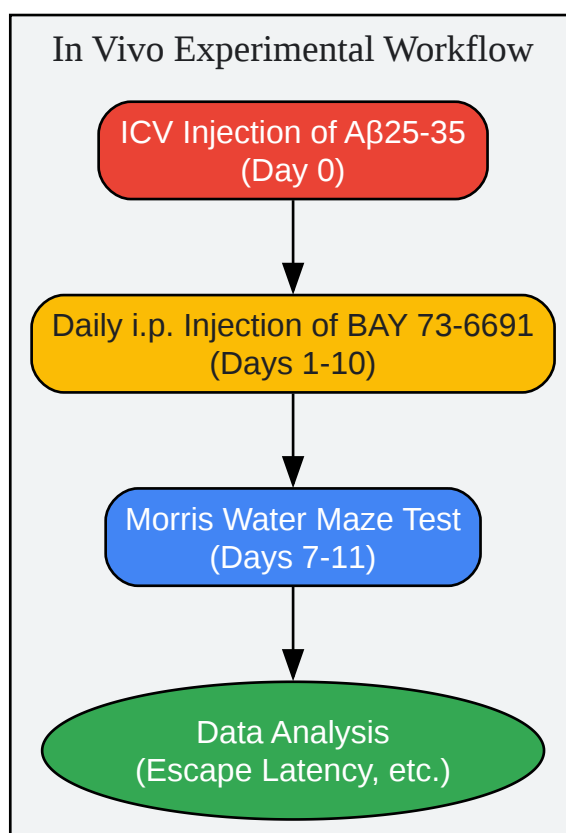 In Vivo Experimental Workflow
ICV Injection of Aβ25-35
(Day 0)
Daily i.p. Injection of BAY 73-6691
(Days 1-10)
Morris Water Maze Test
(Days 7-11)
Data Analysis
(Escape Latency, etc.)